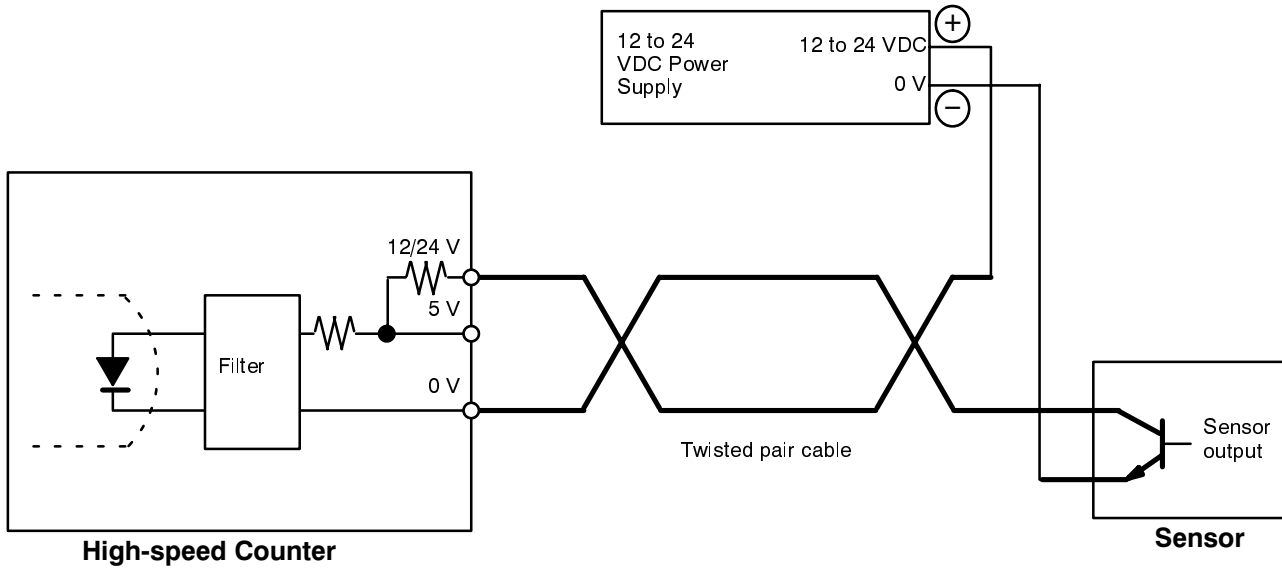 12 to 24
VDC Power
Supply
12 to 24 VDC
+
0 V
−
12/24 V
5 V
Filter
0 V
Twisted pair cable
Sensor
output
Sensor
High-speed Counter